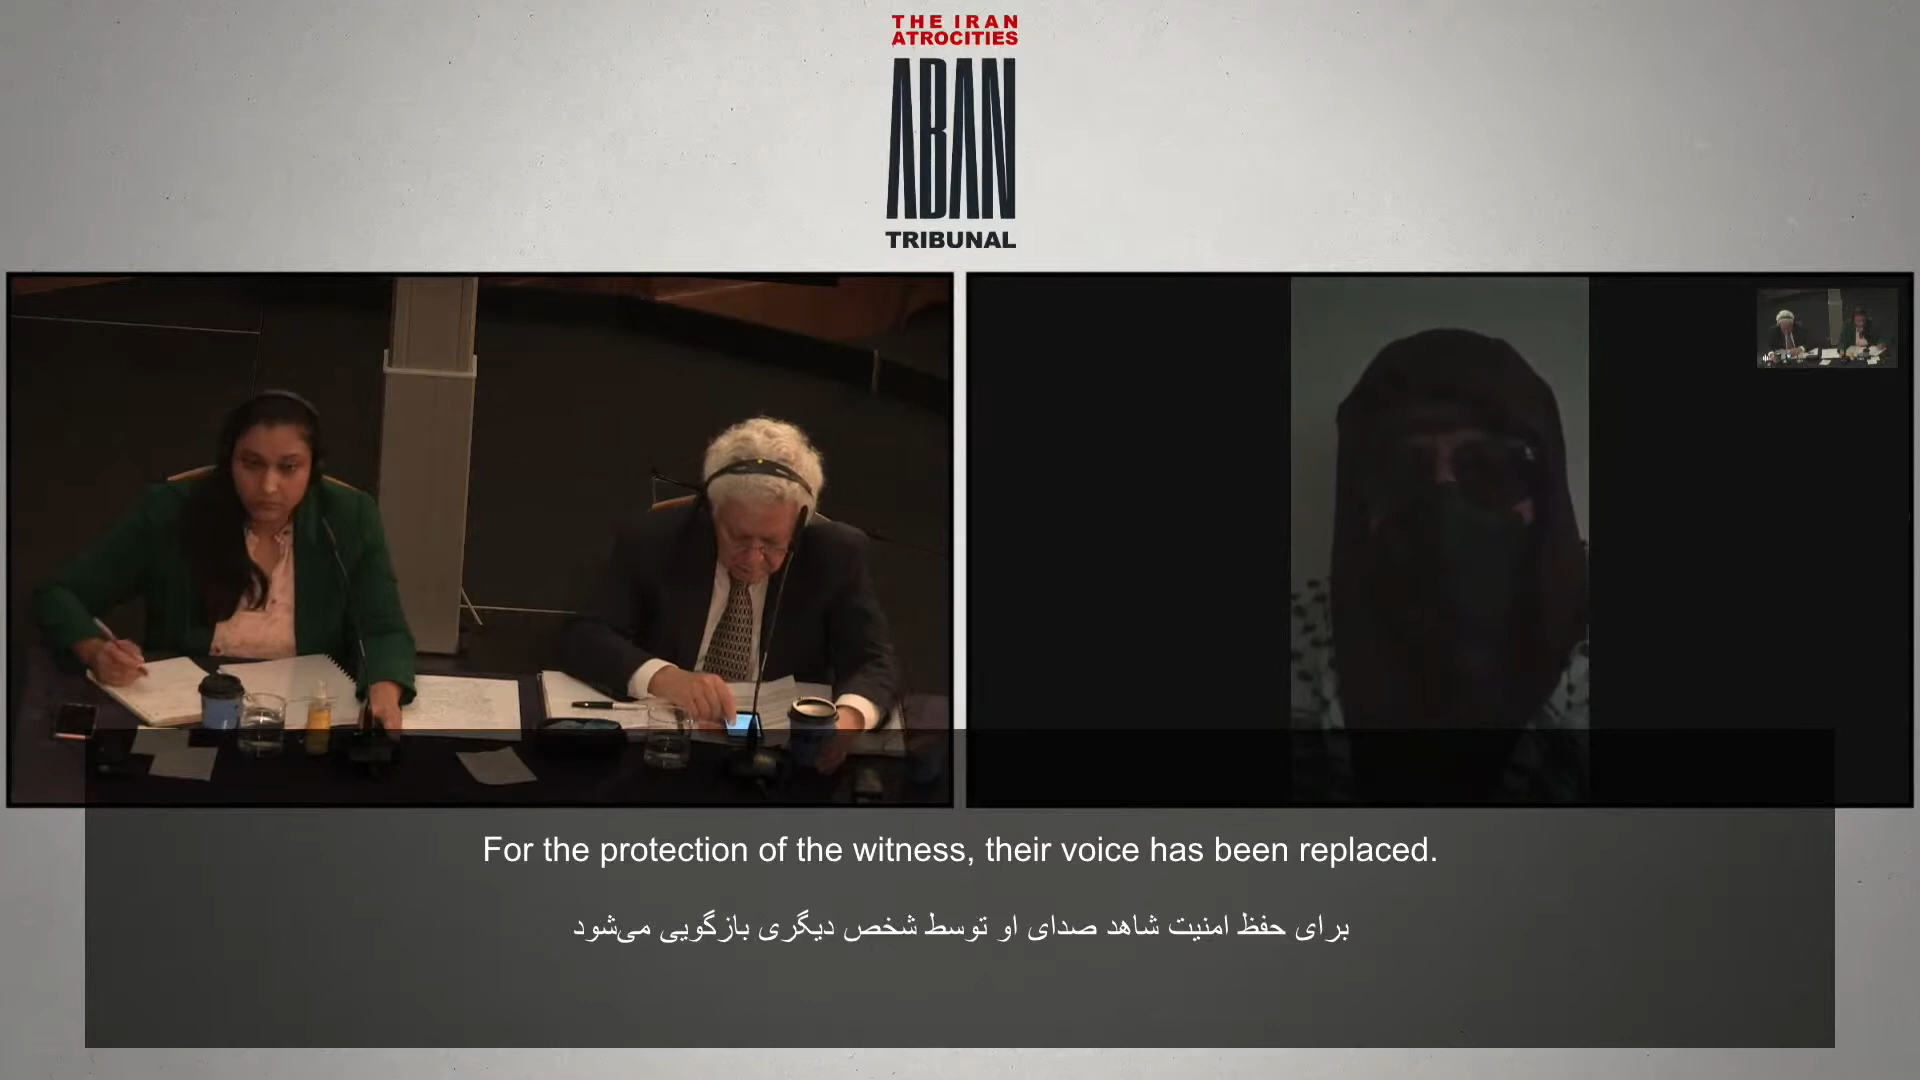 THE IRAN
ATROCITIES
ABAN
TRIBUNAL
For the protection of the witness, their voice has been replaced.
برای حفظ امنیت شاهد صدای او توسط شخص دیگری بازگویی می‌شود